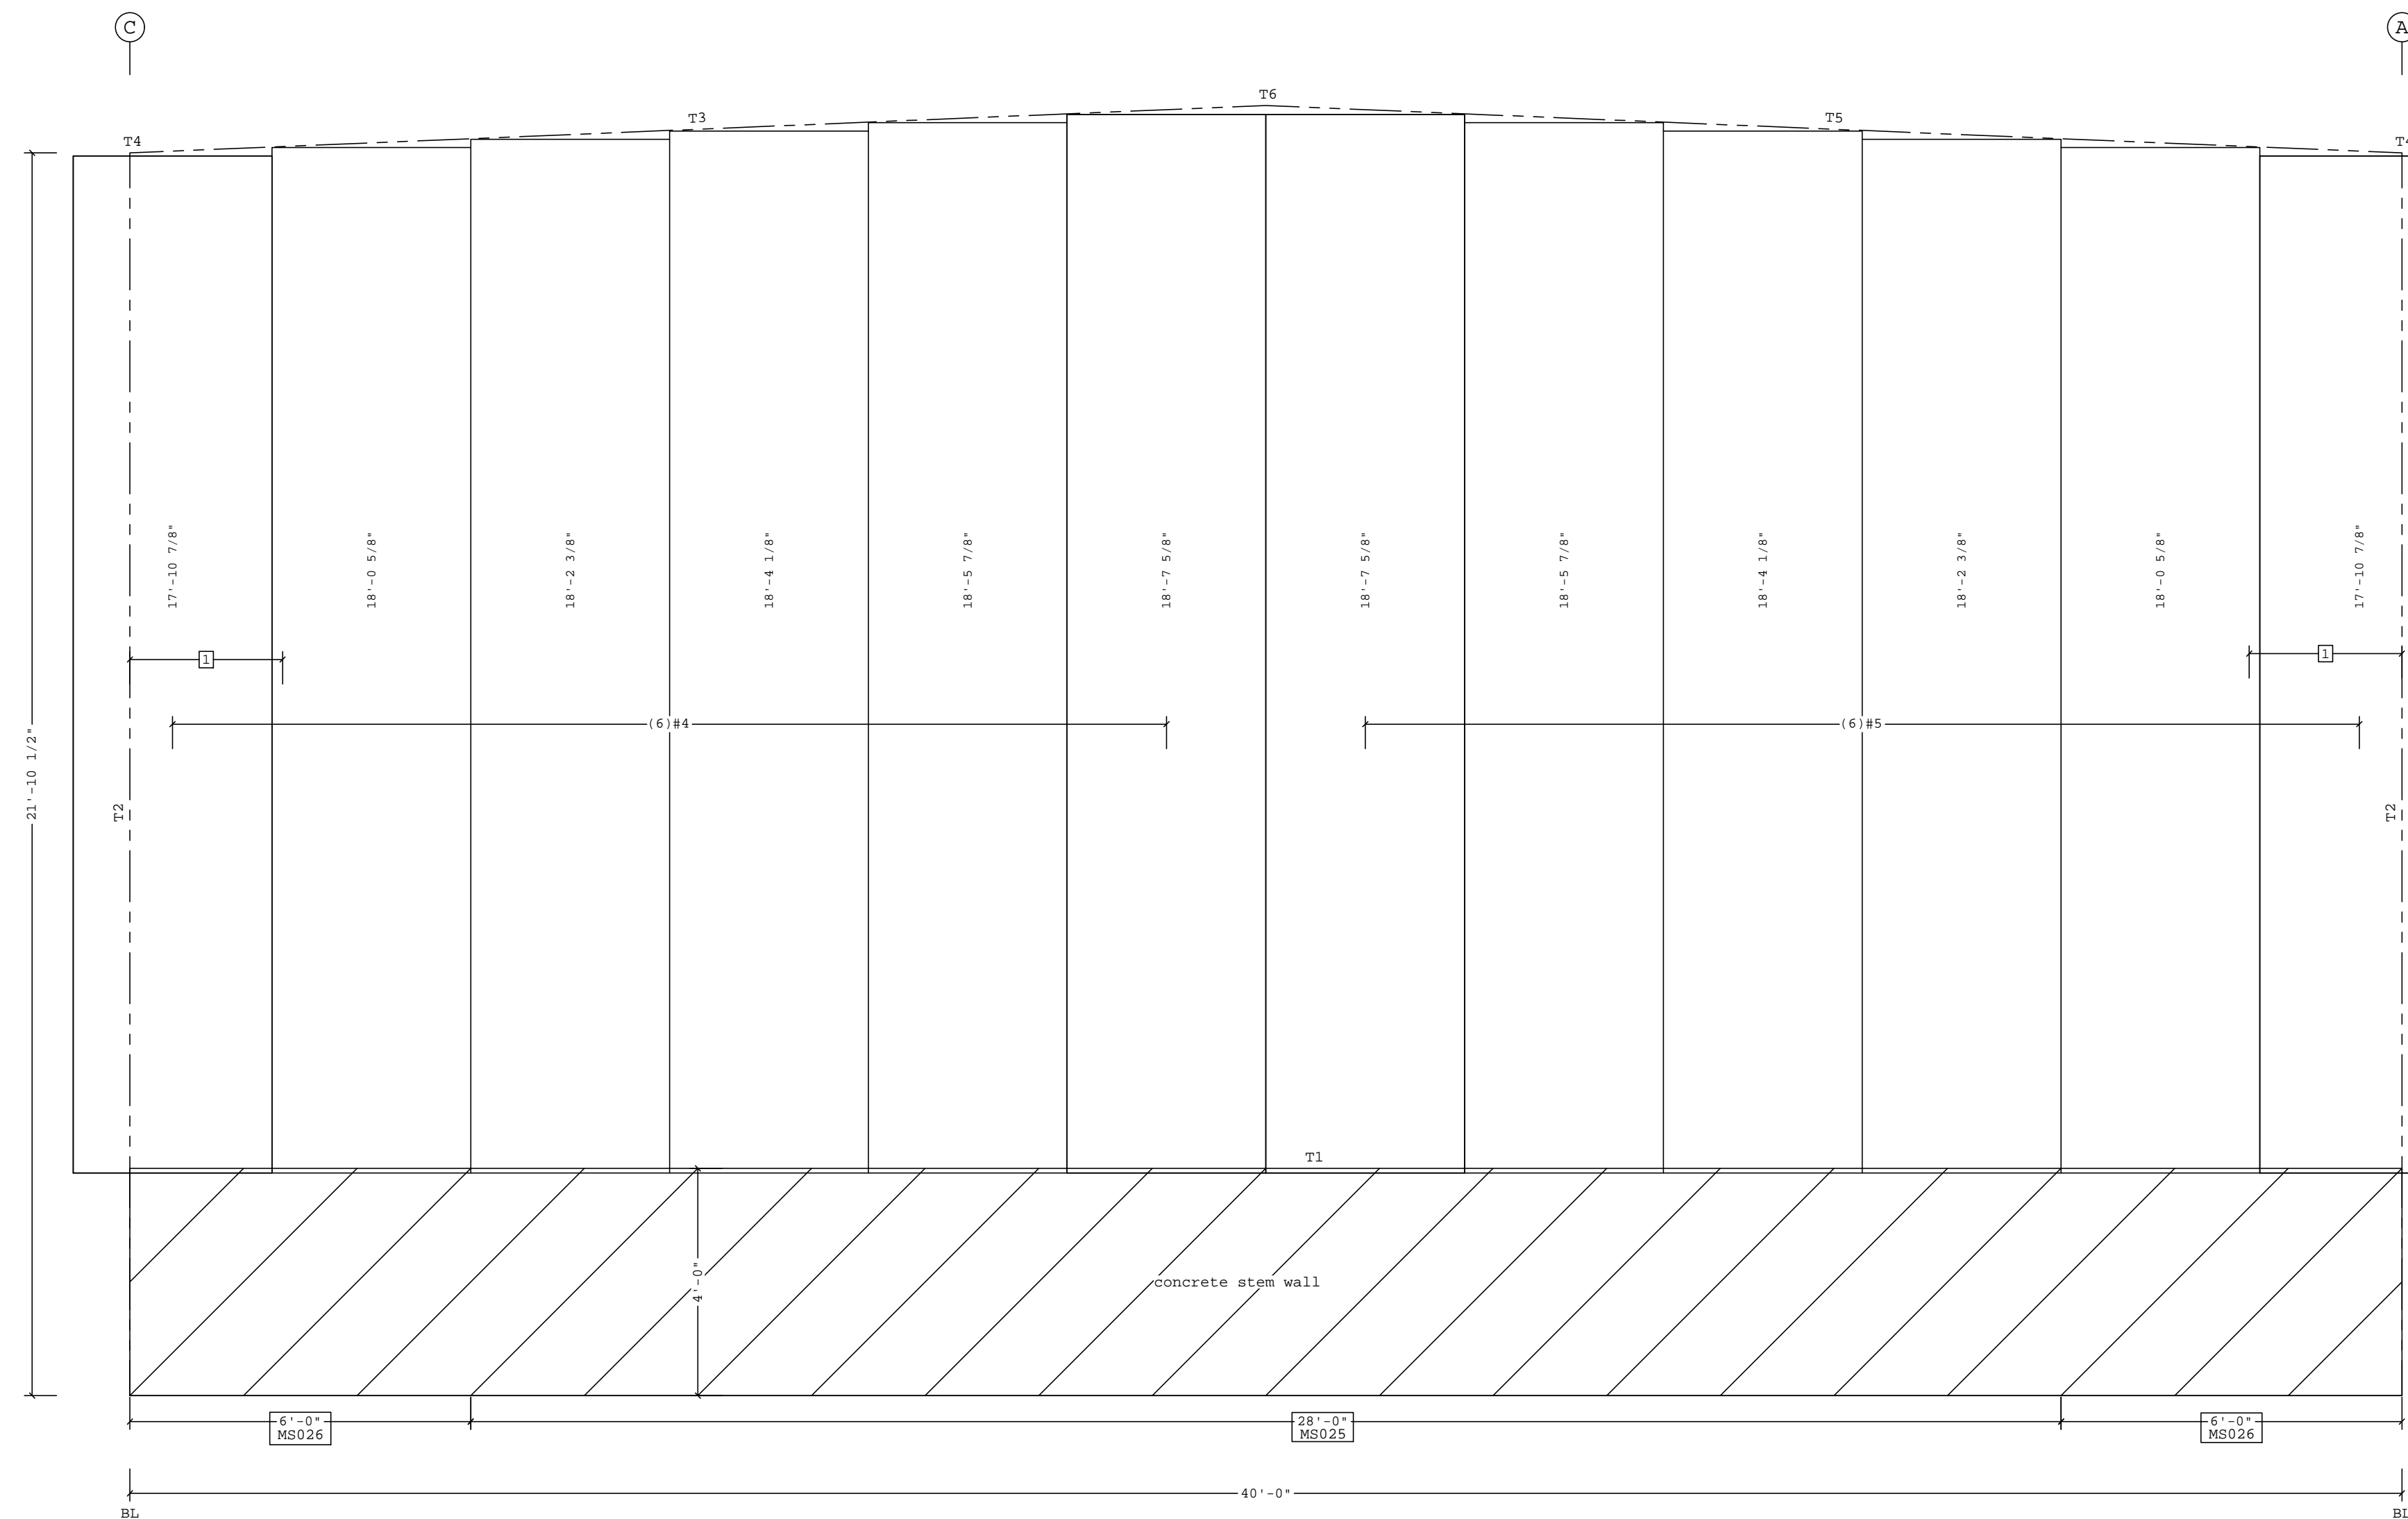 C
A
T6
T3
T5
T4
T4
17'-10 7/8"
18'-0 5/8"
18'-2 3/8"
18'-4 1/8"
18'-5 7/8"
18'-7 5/8"
18'-7 5/8"
18'-5 7/8"
18'-4 1/8"
18'-2 3/8"
18'-0 5/8"
17'-10 7/8"
1
1
(6)#4
(6)#5
21'-10 1/2"
T2
T2
T1
4'-0"
concrete stem wall
6'-0"
MS026
28'-0"
MS025
6'-0"
MS026
40'-0"
BL
BL